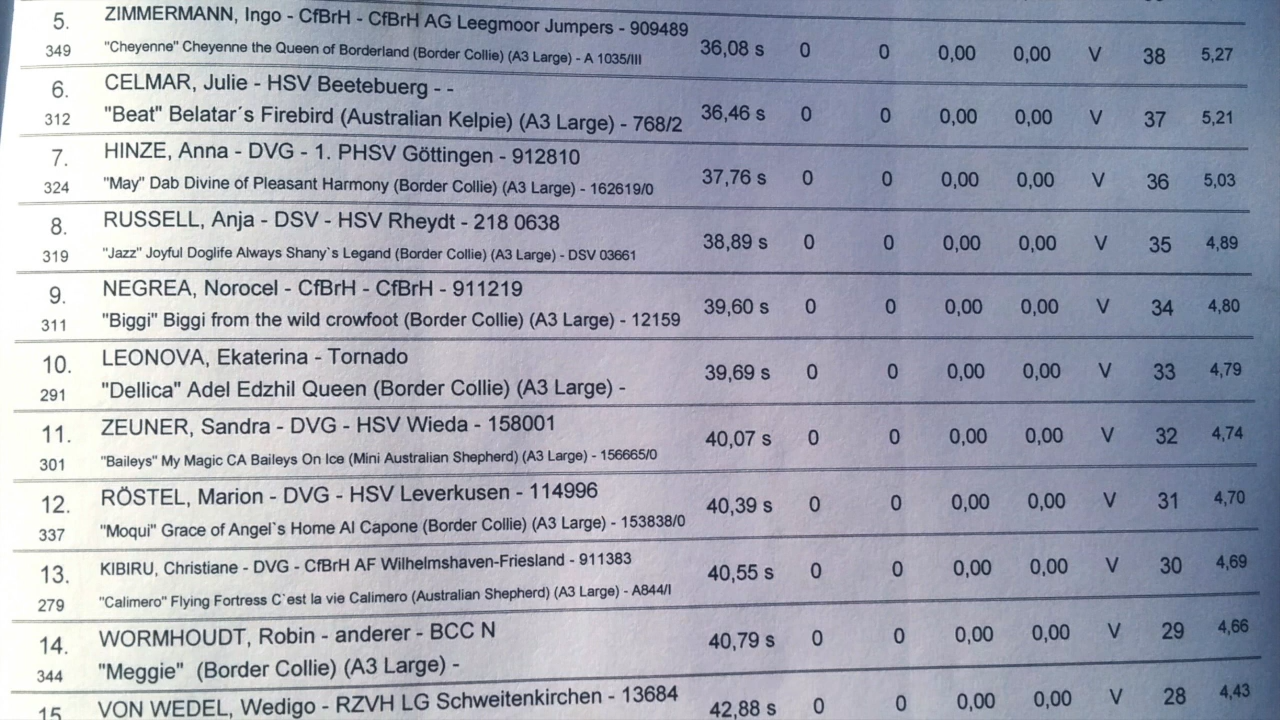 5. ZIMMERMANN, Ingo - CfBrH - CfBrH AG Leegmoor Jumpers - 909489
349 "Cheyenne" Cheyenne the Queen of Borderland (Border Collie) (A3 Large) - A 1035/III 36,08 s 0 0 0,00 0,00 V 38 5,27
6. CELMAR, Julie - HSV Beetebuerg - -
312 "Beat" Belatar´s Firebird (Australian Kelpie) (A3 Large) - 768/2 36,46 s 0 0 0,00 0,00 V 37 5,21
7. HINZE, Anna - DVG - 1. PHSV Göttingen - 912810
324 "May" Dab Divine of Pleasant Harmony (Border Collie) (A3 Large) - 162619/0 37,76 s 0 0 0,00 0,00 V 36 5,03
8. RUSSELL, Anja - DSV - HSV Rheydt - 218 0638
319 "Jazz" Joyful Doglife Always Shany`s Legand (Border Collie) (A3 Large) - DSV 03661 38,89 s 0 0 0,00 0,00 V 35 4,89
9. NEGREA, Norocel - CfBrH - CfBrH - 911219
311 "Biggi" Biggi from the wild crowfoot (Border Collie) (A3 Large) - 12159 39,60 s 0 0 0,00 0,00 V 34 4,80
10. LEONOVA, Ekaterina - Tornado
291 "Dellica" Adel Edzhil Queen (Border Collie) (A3 Large) - 39,69 s 0 0 0,00 0,00 V 33 4,79
11. ZEUNER, Sandra - DVG - HSV Wieda - 158001
301 "Baileys" My Magic CA Baileys On Ice (Mini Australian Shepherd) (A3 Large) - 156665/0 40,07 s 0 0 0,00 0,00 V 32 4,74
12. RÖSTEL, Marion - DVG - HSV Leverkusen - 114996
337 "Moqui" Grace of Angel`s Home Al Capone (Border Collie) (A3 Large) - 153838/0 40,39 s 0 0 0,00 0,00 V 31 4,70
13. KIBIRU, Christiane - DVG - CfBrH AF Wilhelmshaven-Friesland - 911383
279 "Calimero" Flying Fortress C`est la vie Calimero (Australian Shepherd) (A3 Large) - A844/I 40,55 s 0 0 0,00 0,00 V 30 4,69
14. WORMHOUDT, Robin - anderer - BCC N
344 "Meggie" (Border Collie) (A3 Large) - 40,79 s 0 0 0,00 0,00 V 29 4,66
15. VON WEDEL, Wedigo - RZVH LG Schweitenkirchen - 13684 42,88 s 0 0 0,00 0,00 V 28 4,43